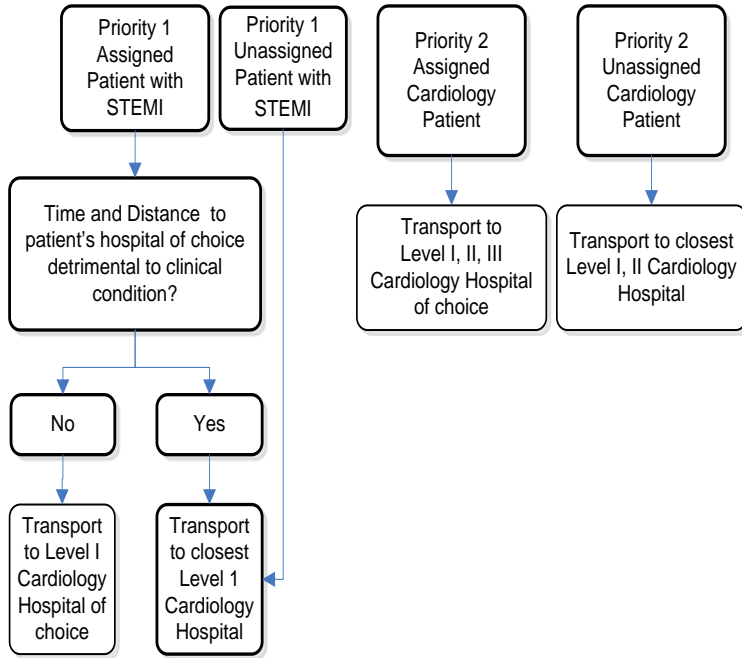 Priority 1
Assigned
Patient with
STEMI
Priority 1
Unassigned
Patient with
STEMI
Priority 2
Assigned
Cardiology
Patient
Priority 2
Unassigned
Cardiology
Patient
Time and Distance to
patient's hospital of choice
detrimental to clinical
condition?
Transport to
Level I, II, III
Cardiology Hospital
of choice
Transport to closest
Level I, II Cardiology
Hospital
No
Yes
Transport
to Level I
Cardiology
Hospital of
choice
Transport
to closest
Level 1
Cardiology
Hospital